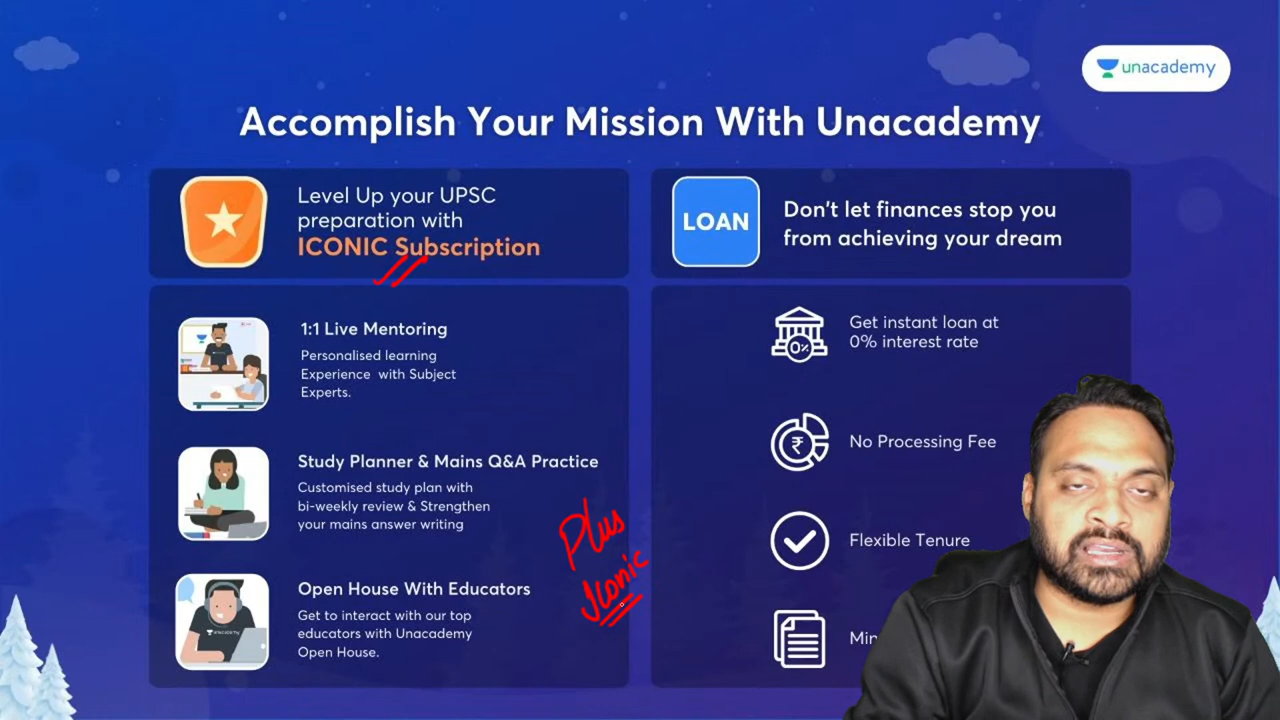 unacademy
Accomplish Your Mission With Unacademy
Level Up your UPSC
preparation with
ICONIC Subscription
1:1 Live Mentoring
Personalised learning
Experience with Subject
Experts.
Study Planner & Mains Q&A Practice
Customised study plan with
bi-weekly review & Strengthen
your mains answer writing
Open House With Educators
Get to interact with our top
educators with Unacademy
Open House.
Plus
Iconic
LOAN
Don't let finances stop you
from achieving your dream
0%
Get instant loan at
0% interest rate
₹
No Processing Fee
Flexible Tenure